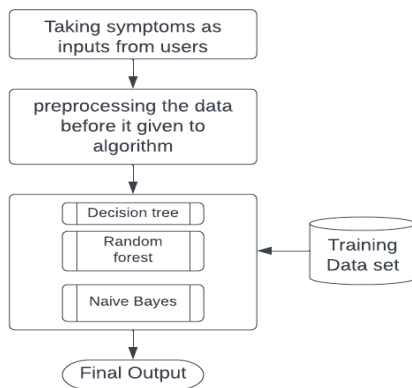 Taking symptoms as
inputs from users
preprocessing the data
before it given to
algorithm
Decision tree
Random
forest
Naive Bayes
Training
Data set
Final Output